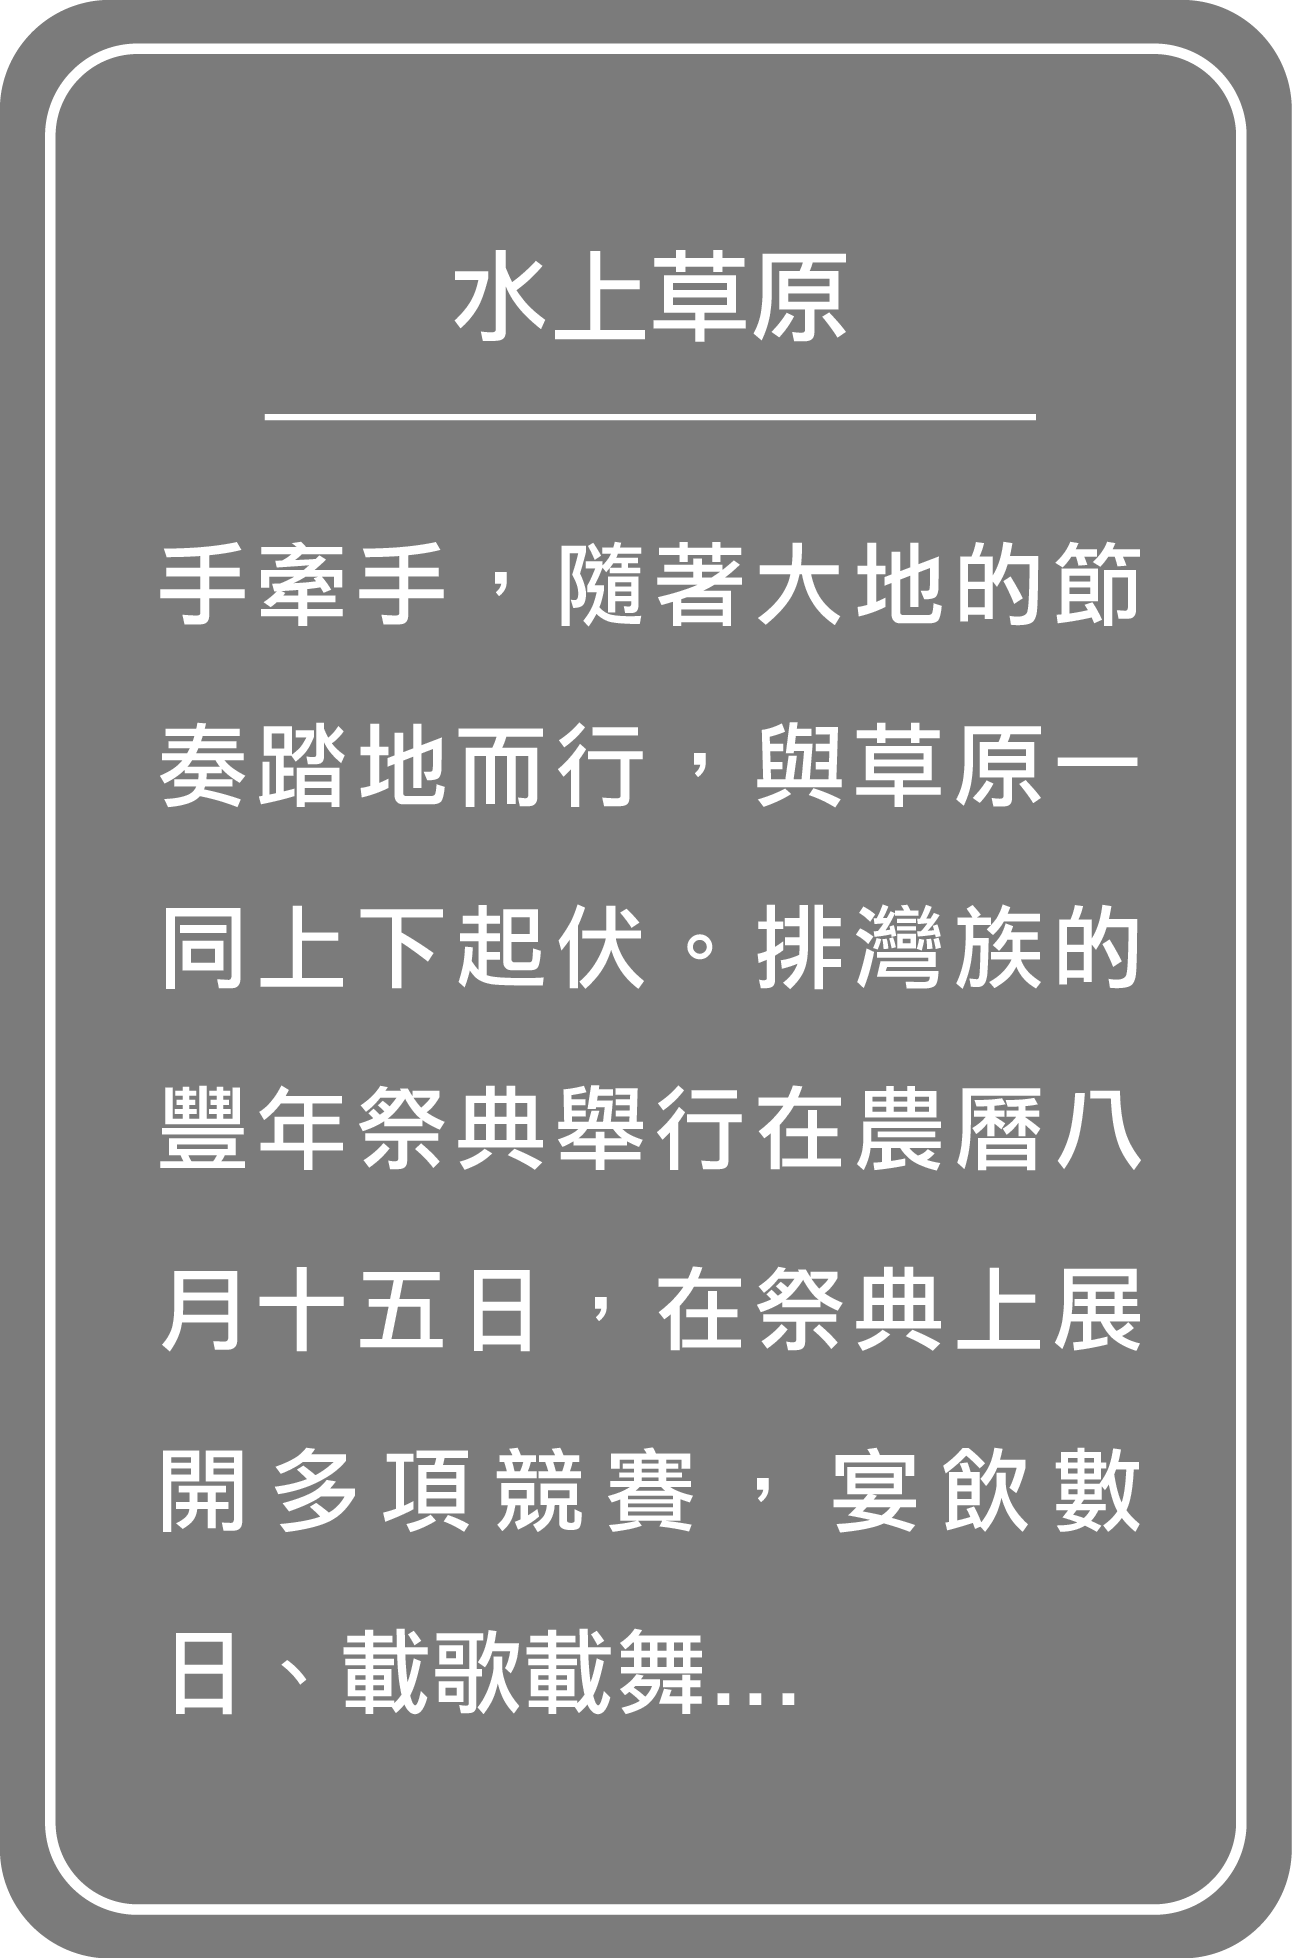 水上草原
手牽手，隨著大地的節
奏踏地而行，與草原一
同上下起伏。排灣族的
豐年祭典舉行在農曆八
月十五日，在祭典上展
開多項競賽，宴飲數
日、載歌載舞...